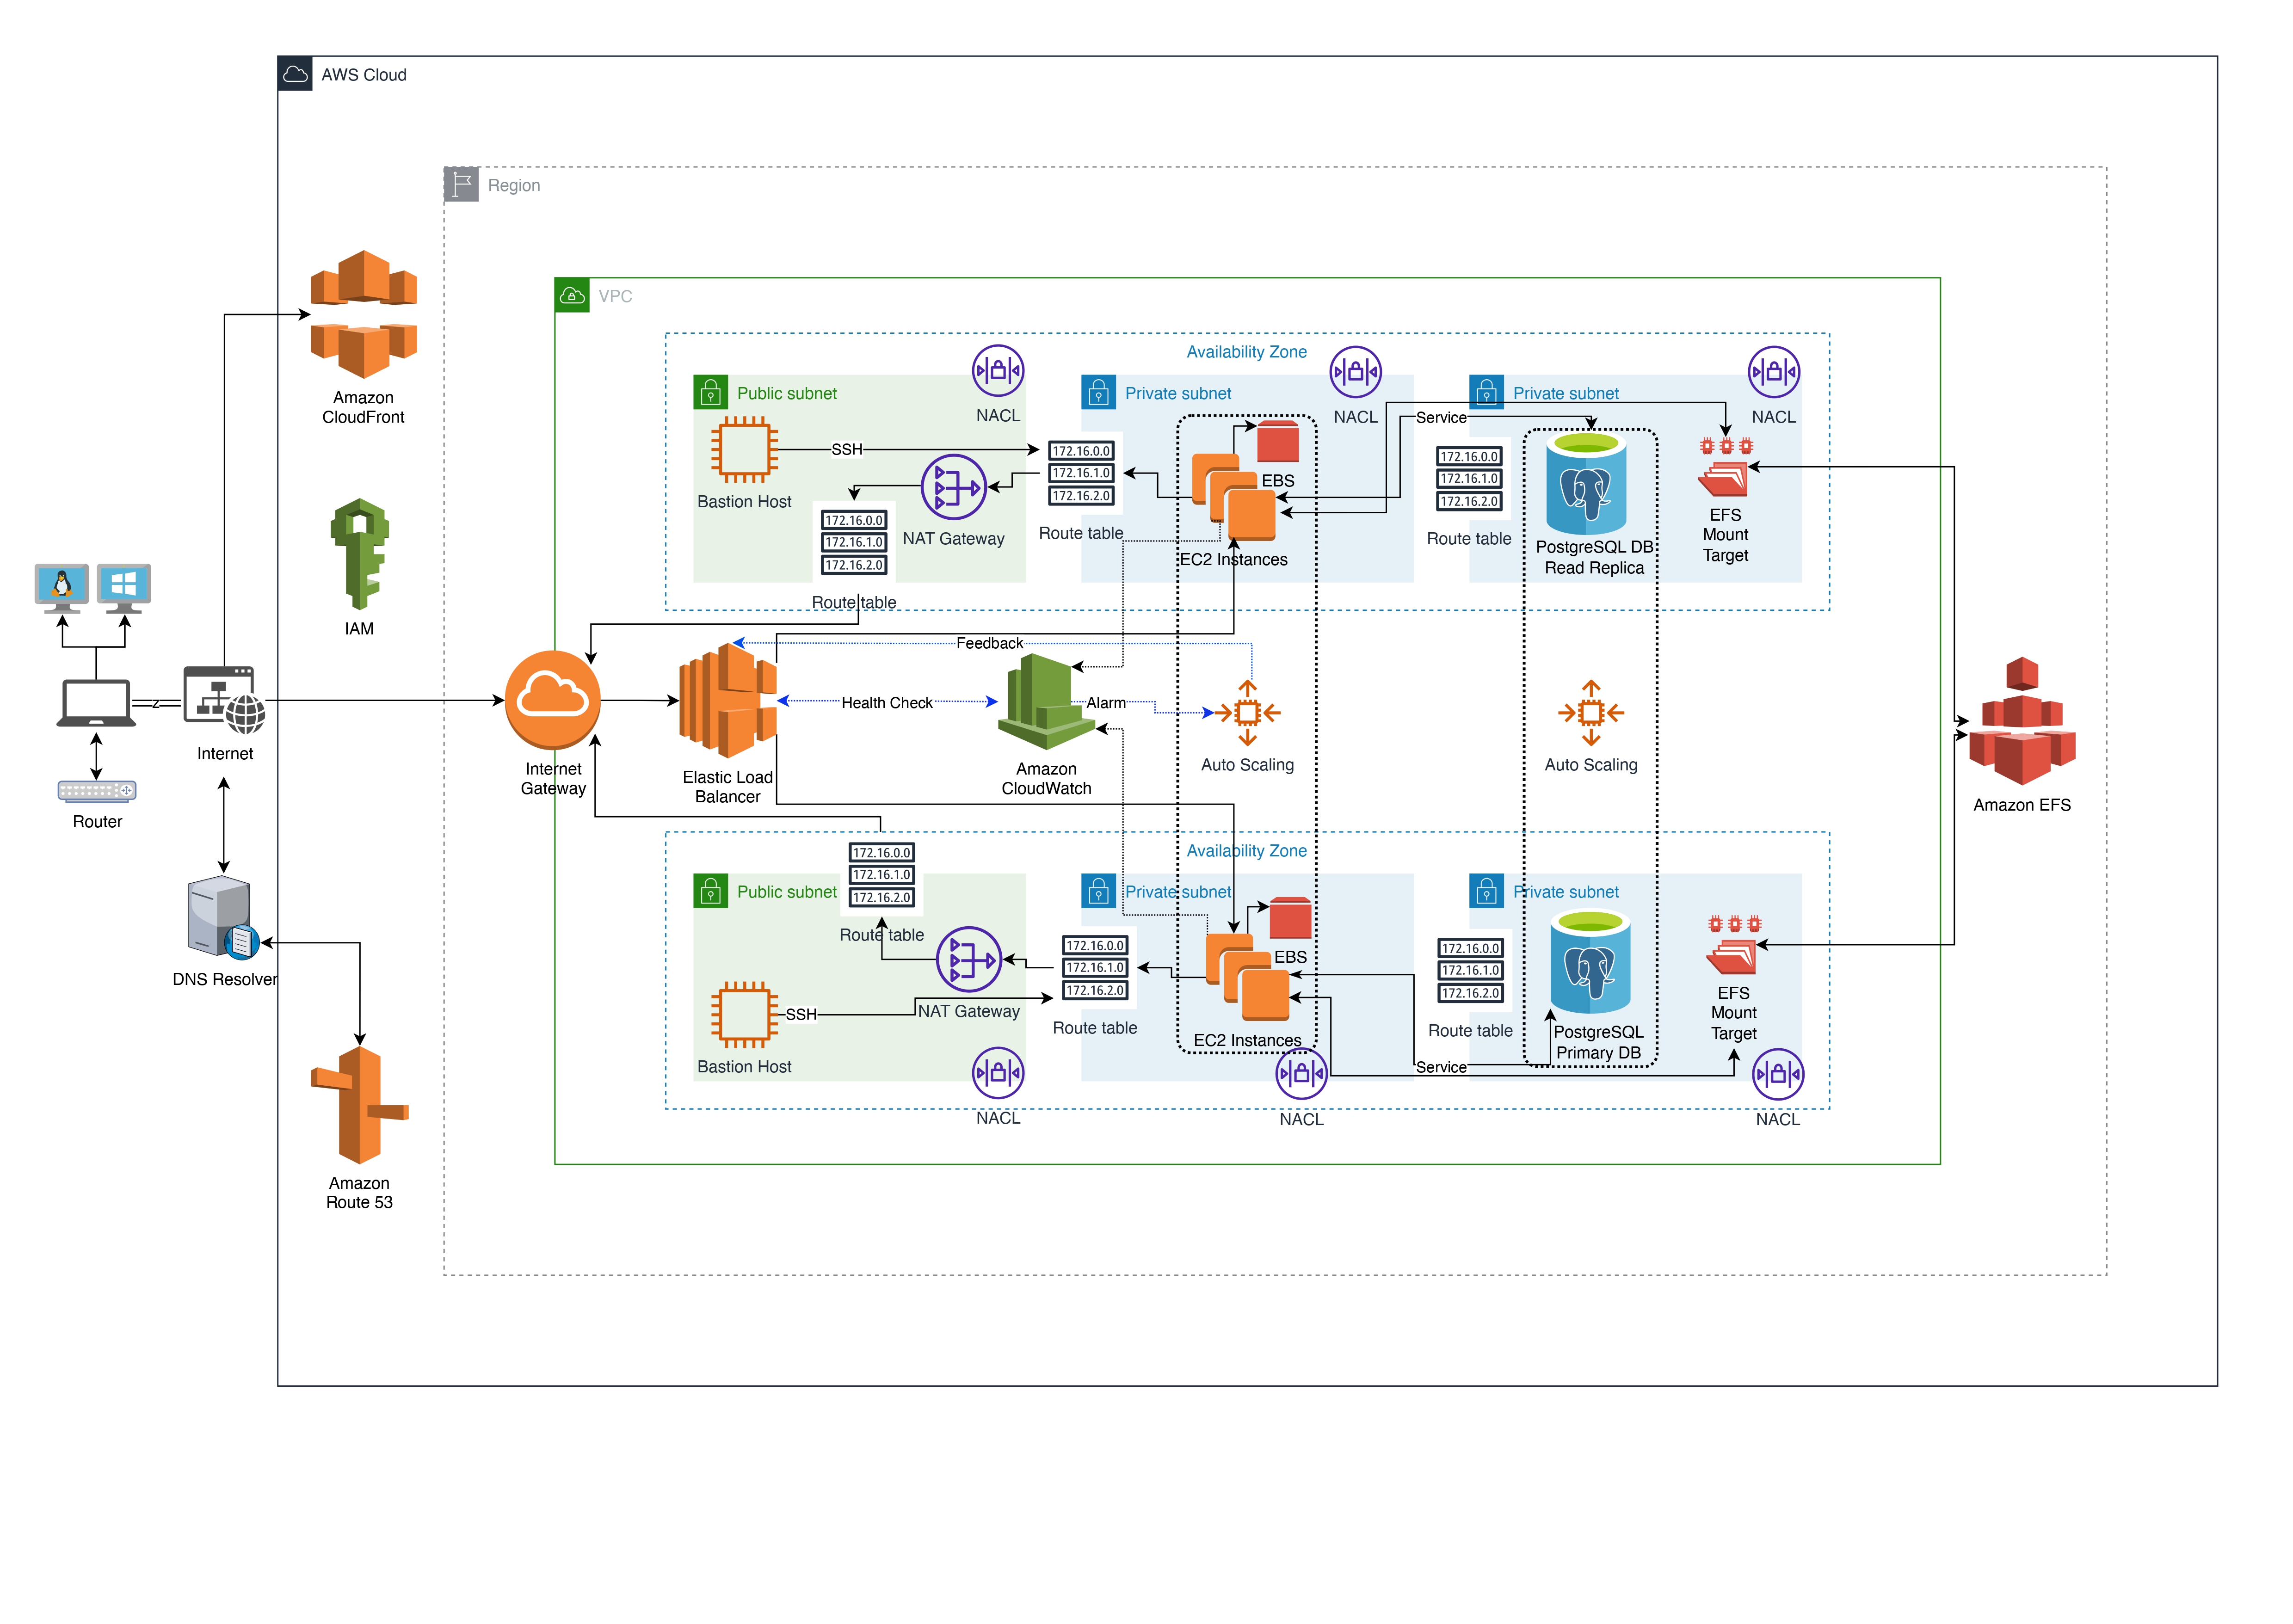 AWS Cloud
Region
VPC
Amazon
CloudFront
IAM
Internet
Router
DNS Resolver
Amazon
Route 53
z
Internet
Gateway
Elastic Load
Balancer
Feedback
Health Check
Amazon
CloudWatch
Alarm
Auto Scaling
Auto Scaling
Amazon EFS
Availability Zone
Public subnet
NACL
SSH
Bastion Host
NAT Gateway
172.16.0.0
172.16.1.0
172.16.2.0
Route table
Private subnet
NACL
172.16.0.0
172.16.1.0
172.16.2.0
Route table
EBS
EC2 Instances
Service
Private subnet
NACL
172.16.0.0
172.16.1.0
172.16.2.0
Route table
PostgreSQL DB
Read Replica
EFS
Mount
Target
Availability Zone
Public subnet
172.16.0.0
172.16.1.0
172.16.2.0
Route table
NAT Gateway
SSH
Bastion Host
NACL
Private subnet
172.16.0.0
172.16.1.0
172.16.2.0
Route table
EBS
EC2 Instances
NACL
Service
Private subnet
172.16.0.0
172.16.1.0
172.16.2.0
Route table
PostgreSQL
Primary DB
EFS
Mount
Target
NACL